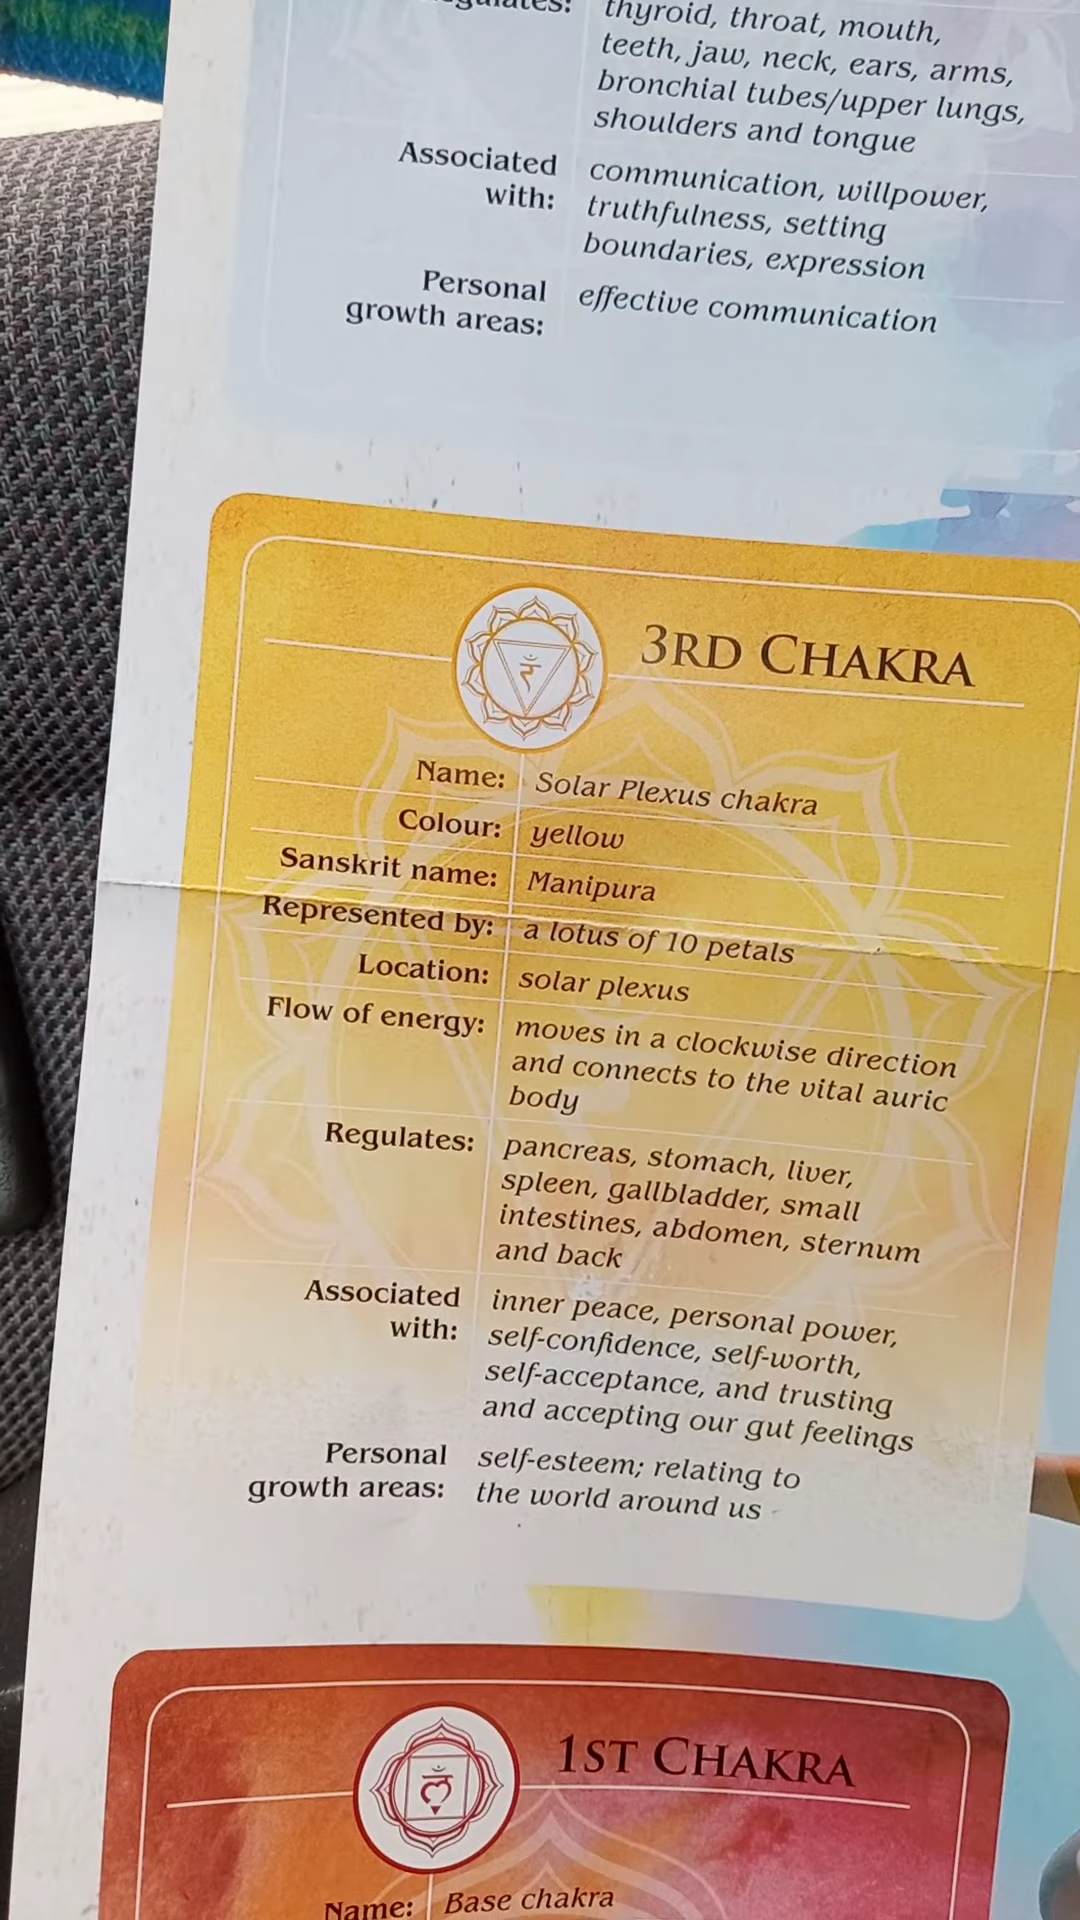 thyroid, throat, mouth,
teeth, jaw, neck, ears, arms,
bronchial tubes/upper lungs,
shoulders and tongue
Associated with: communication, willpower,
truthfulness, setting
boundaries, expression
Personal growth areas: effective communication
3RD CHAKRA
रं
Name: Solar Plexus chakra
Colour: yellow
Sanskrit name: Manipura
Represented by: a lotus of 10 petals
Location: solar plexus
Flow of energy: moves in a clockwise direction
and connects to the vital auric
body
Regulates: pancreas, stomach, liver,
spleen, gallbladder, small
intestines, abdomen, sternum
and back
Associated with: inner peace, personal power,
self-confidence, self-worth,
self-acceptance, and trusting
and accepting our gut feelings
Personal growth areas: self-esteem; relating to
the world around us
1ST CHAKRA
Name: Base chakra